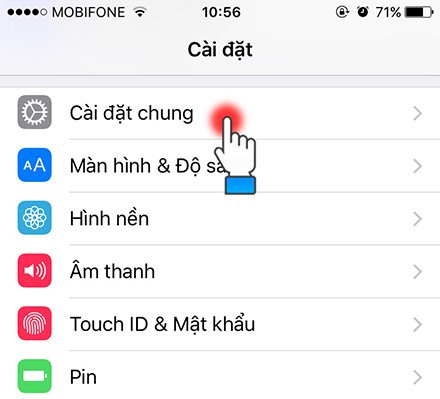 MOBIFONE 10:56 71%
Cài đặt
Cài đặt chung
AA Màn hình & Độ
Hình nền
Âm thanh
Touch ID & Mật khẩu
Pin